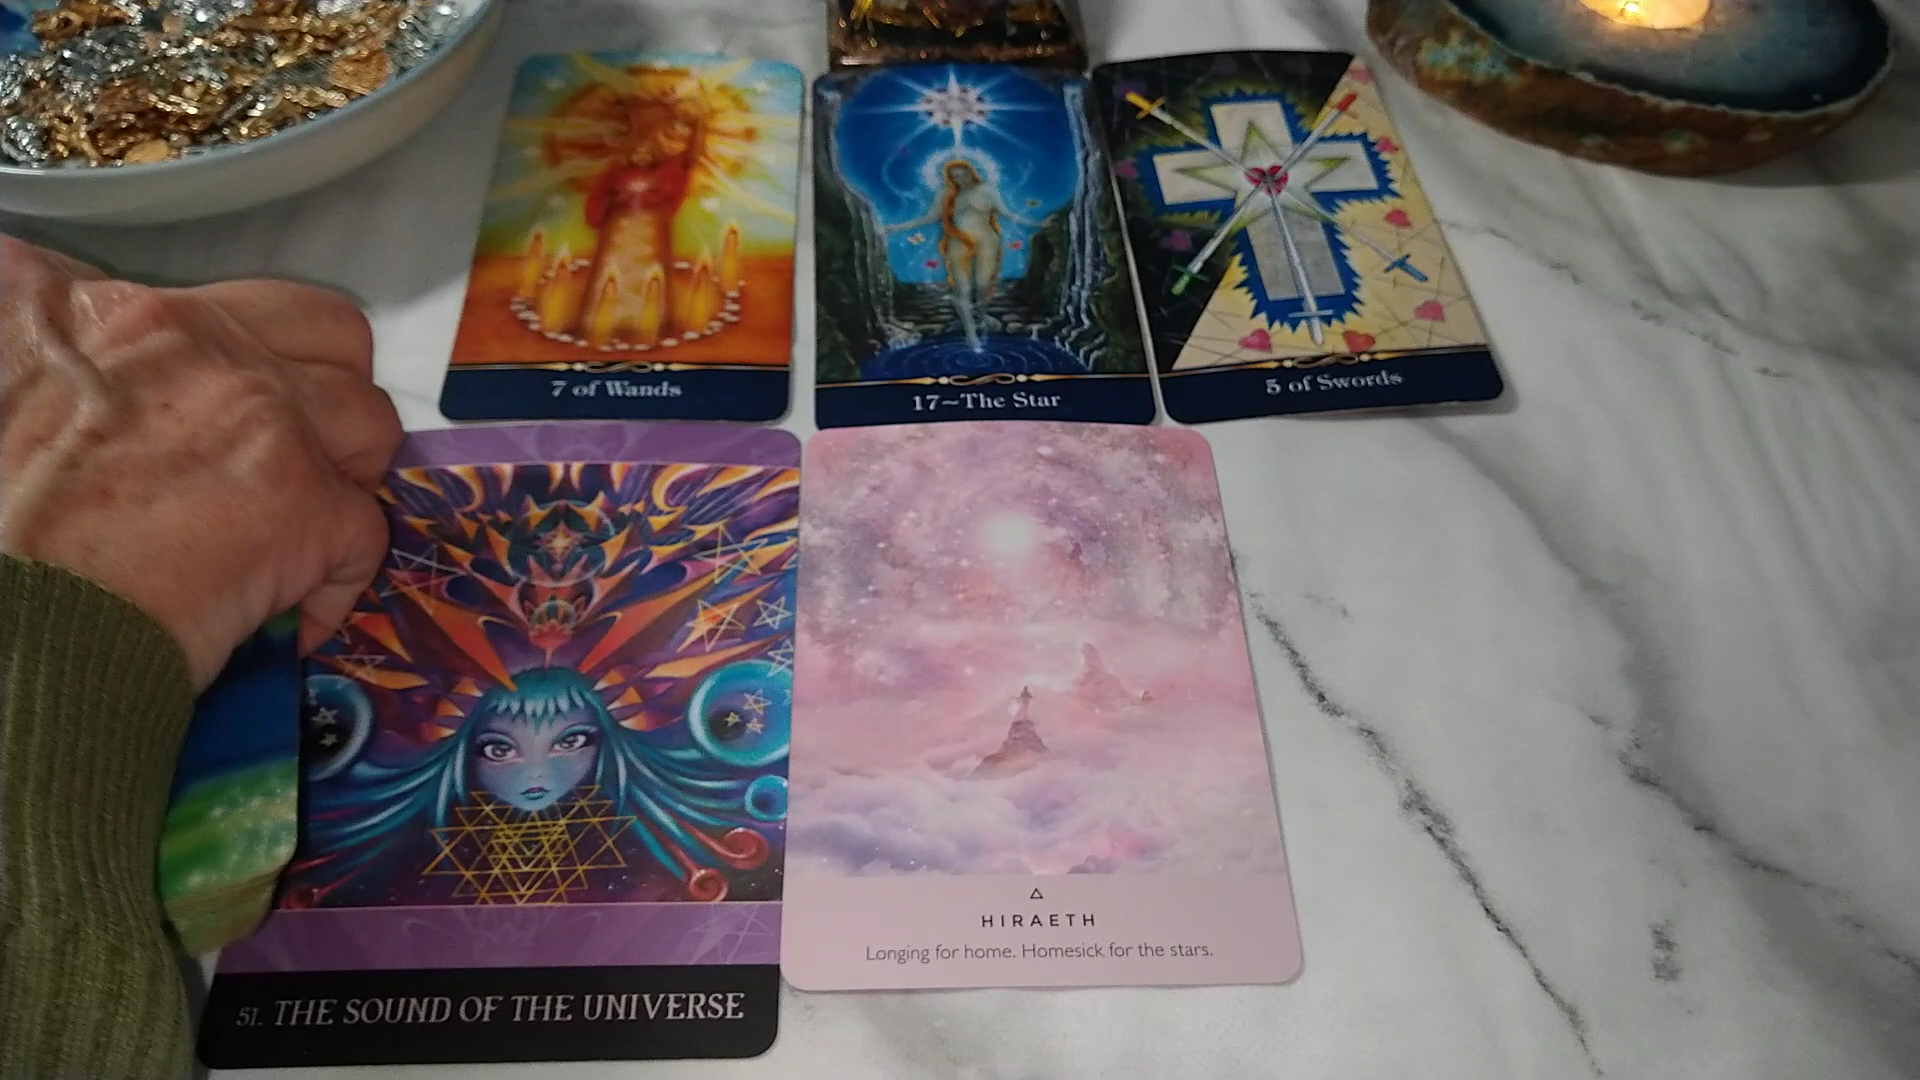 7 of Wands
17~The Star
5 of Swords
51. THE SOUND OF THE UNIVERSE
HIRAETH
Longing for home. Homesick for the stars.